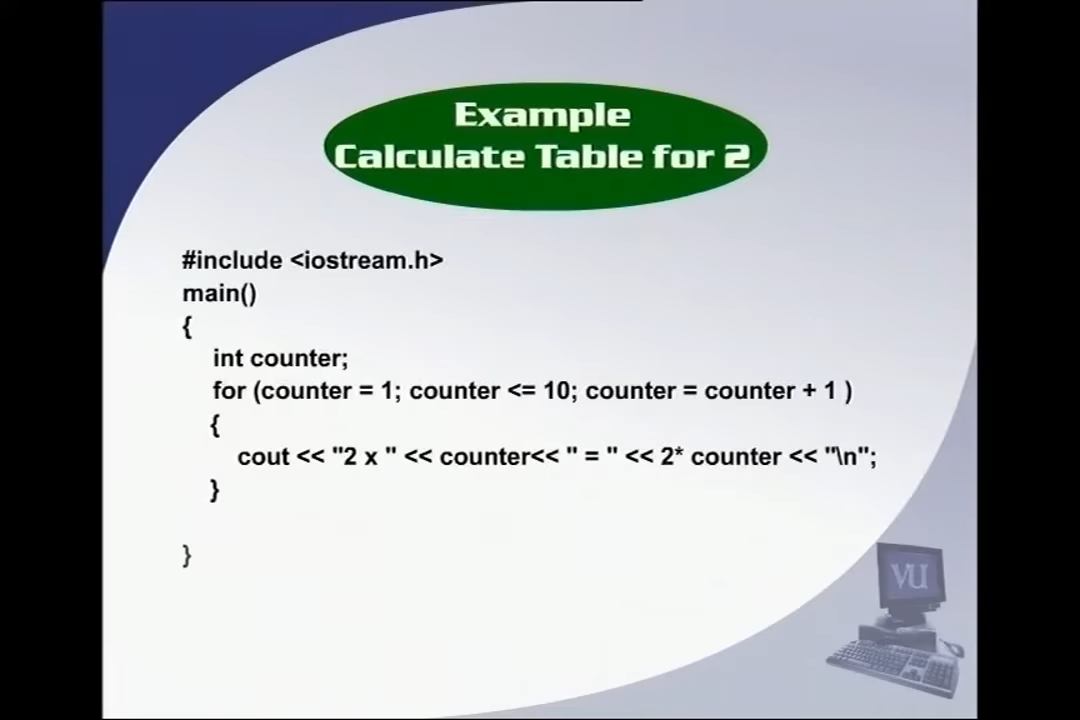 Example
Calculate Table for 2
#include <iostream.h>
main()
{
int counter;
for (counter = 1; counter <= 10; counter = counter + 1 )
{
cout << "2 x " << counter<< " = " << 2* counter << "\n";
}
}
VU